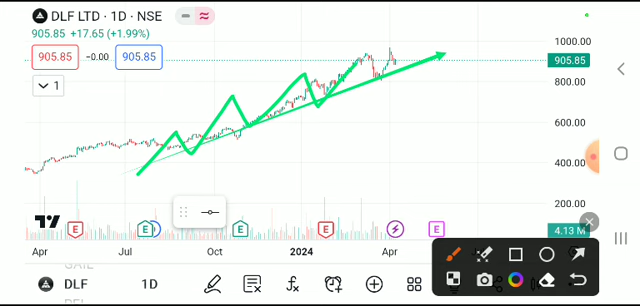 DLF LTD · 1D · NSE
905.85 +17.65 (+1.99%)
905.85 −0.00 905.85
1
1000.00
905.85
800.00
600.00
400.00
200.00
4.13 M
E E E E E
Apr Jul Oct 2024 Apr
DLF 1D